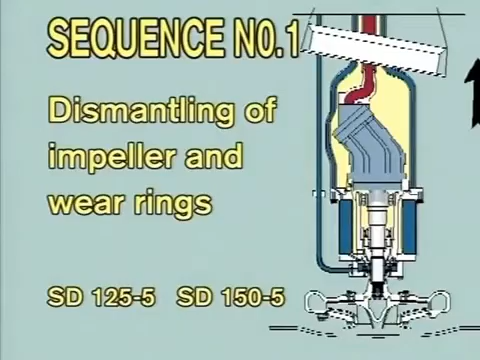 SEQUENCE NO.1
Dismantling of
impeller and
wear rings
SD 125-5 SD 150-5